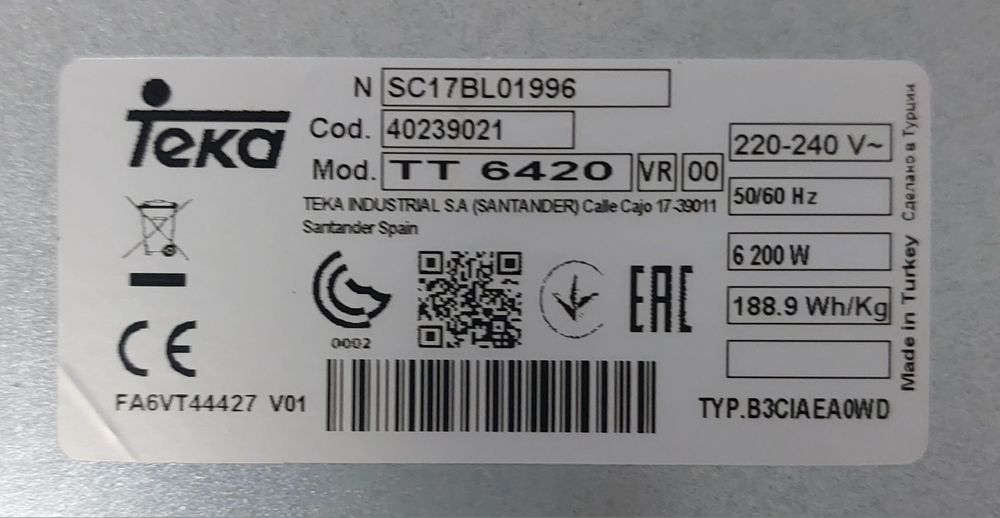 Teka
N SC17BL01996
Cod. 40239021
Mod. TT 6420 VR 00
TEKA INDUSTRIAL S.A (SANTANDER) Calle Cajo 17-39011
Santander Spain
220-240 V~
50/60 Hz
6 200 W
188.9 Wh/Kg
Made in Turkey Сделано в Турции
0002
EAC
CE
FA6VT44427 V01
TYP.B3CIAEA0WD